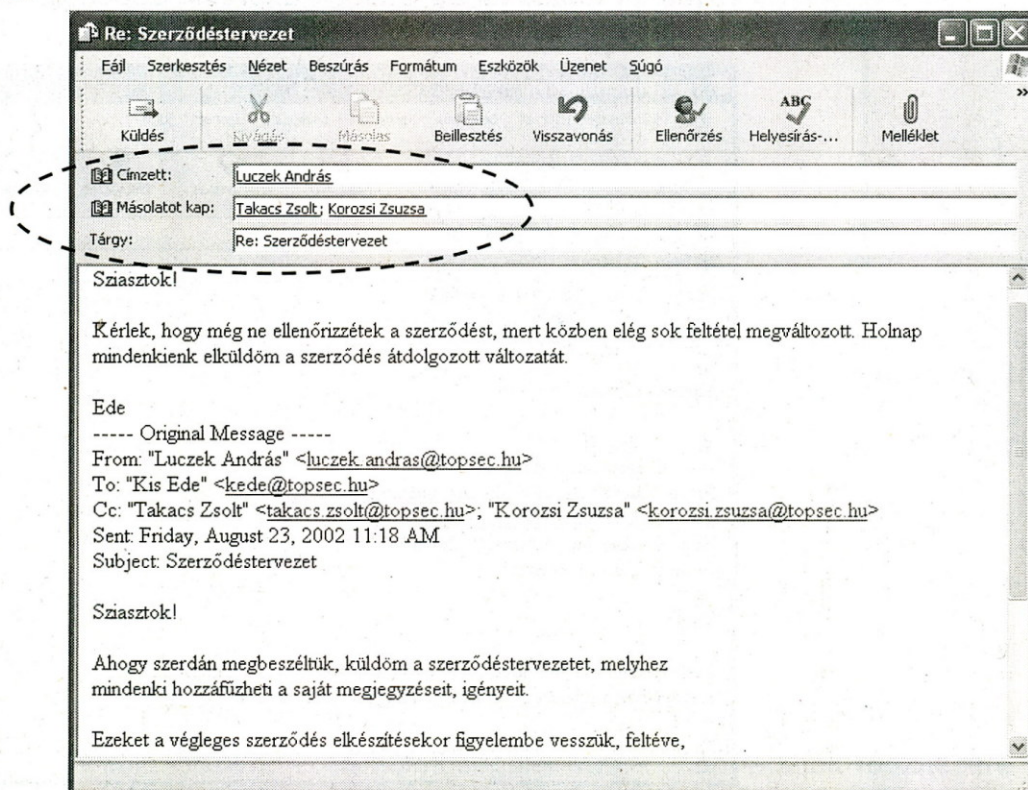 Re: Szerződéstervezet
Fájl Szerkesztés Nézet Beszúrás Formátum Eszközök Üzenet Súgó
»
Küldés Kivágás Másolás Beillesztés Visszavonás Ellenőrzés Helyesírás-... Melléklet
Címzett: Luczek András
Másolatot kap: Takacs Zsolt; Korozsi Zsuzsa
Tárgy: Re: Szerződéstervezet
Sziasztok!
Kérlek, hogy még ne ellenőrizzétek a szerződést, mert közben elég sok feltétel megváltozott. Holnap
mindenkienk elküldöm a szerződés átdolgozott változatát.
Ede
----- Original Message -----
From: "Luczek András" <luczek.andras@topsec.hu>
To: "Kis Ede" <kede@topsec.hu>
Cc: "Takacs Zsolt" <takacs.zsolt@topsec.hu>; "Korozsi Zsuzsa" <korozsi.zsuzsa@topsec.hu>
Sent: Friday, August 23, 2002 11:18 AM
Subject: Szerződéstervezet
Sziasztok!
Ahogy szerdán megbeszéltük, küldöm a szerződéstervezetet, melyhez
mindenki hozzáfűzheti a saját megjegyzéseit, igényeit.
Ezeket a végleges szerződés elkészítésekor figyelembe vesszük, feltéve,